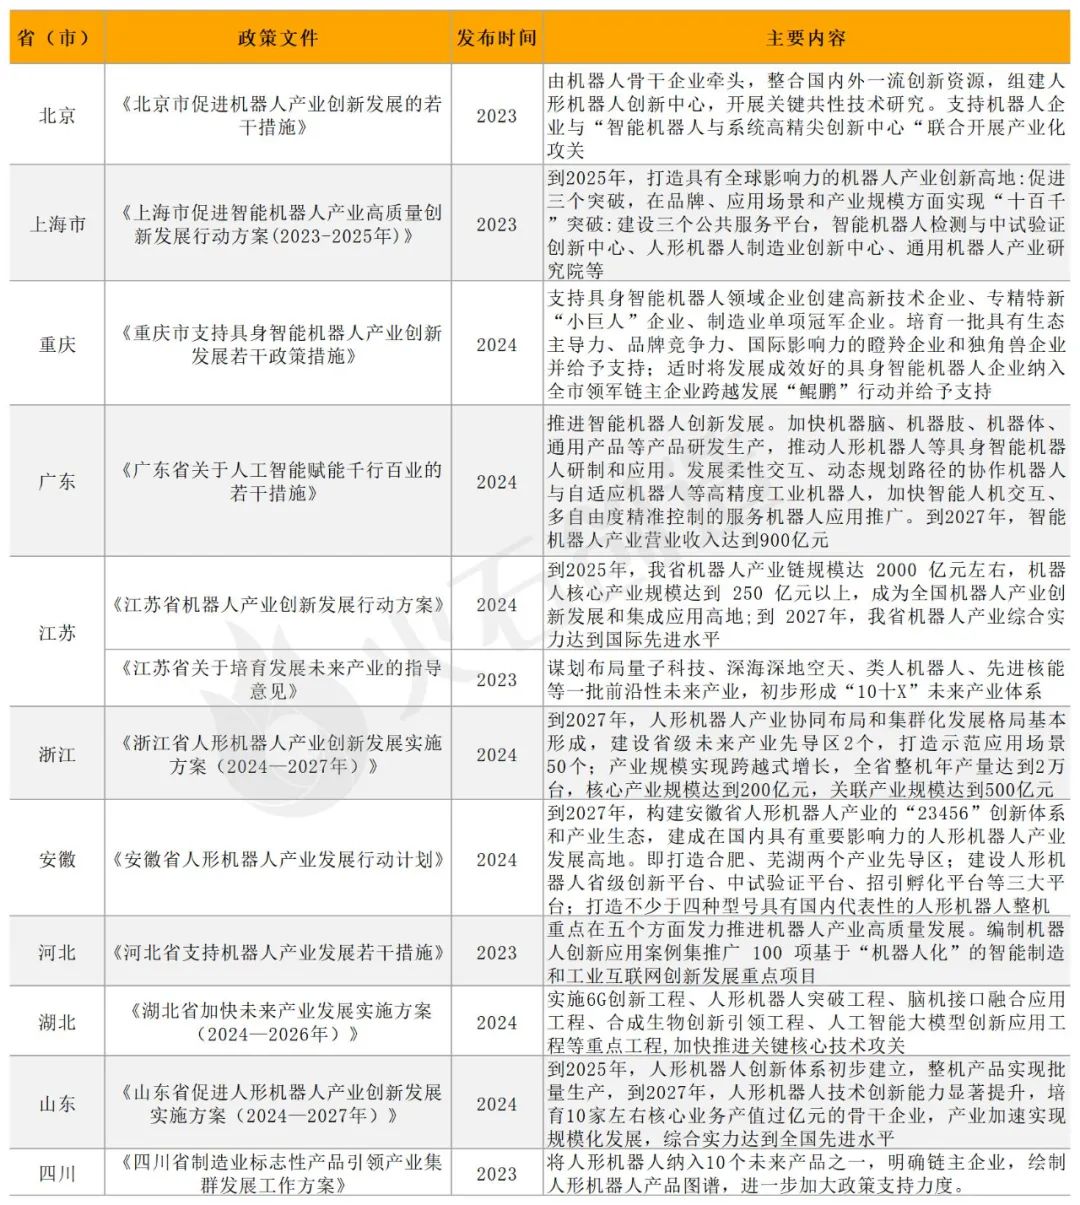 省（市）
政策文件
发布时间
主要内容
北京
《北京市促进机器人产业创新发展的若
干措施》
2023
由机器人骨干企业牵头，整合国内外一流创新资源，组建人
形机器人创新中心，开展关键共性技术研究。支持机器人企
业与“智能机器人与系统高精尖创新中心“联合开展产业化
攻关
上海市
《上海市促进智能机器人产业高质量创
新发展行动方案(2023-2025年)》
2023
到2025年，打造具有全球影响力的机器人产业创新高地:促进
三个突破，在品牌、应用场景和产业规模方面实现“十百千
”突破:建设三个公共服务平台，智能机器人检测与中试验证
创新中心、人形机器人制造业创新中心、通用机器人产业研
究院等
重庆
《重庆市支持具身智能机器人产业创新
发展若干政策措施》
2024
支持具身智能机器人领域企业创建高新技术企业、专精特新
“小巨人”企业、制造业单项冠军企业。培育一批具有生态
主导力、品牌竞争力、国际影响力的瞪羚企业和独角兽企业
并给予支持；适时将发展成效好的具身智能机器人企业纳入
全市领军链主企业跨越发展“鲲鹏”行动并给予支持
广东
《广东省关于人工智能赋能千行百业的
若干措施》
2024
推进智能机器人创新发展。加快机器脑、机器肢、机器体、
通用产品等产品研发生产，推动人形机器人等具身智能机器
人研制和应用。发展柔性交互、动态规划路径的协作机器人
与自适应机器人等高精度工业机器人，加快智能人机交互、
多自由度精准控制的服务机器人应用推广。到2027年，智能
机器人产业营业收入达到900亿元
江苏
《江苏省机器人产业创新发展行动方案》
2024
到2025年，我省机器人产业链规模达 2000 亿元左右，机器
人核心产业规模达到 250 亿元以上，成为全国机器人产业创
新发展和集成应用高地;到 2027年，我省机器人产业综合实
力达到国际先进水平
《江苏省关于培育发展未来产业的指导
意见》
2023
谋划布局量子科技、深海深地空天、类人机器人、先进核能
等一批前沿性未来产业，初步形成“10十X”未来产业体系
浙江
《浙江省人形机器人产业创新发展实施
方案（2024—2027年）》
2024
到2027年，人形机器人产业协同布局和集群化发展格局基本
形成，建设省级未来产业先导区2个，打造示范应用场景
50个；产业规模实现跨越式增长，全省整机年产量达到2万
台，核心产业规模达到200亿元，关联产业规模达到500亿元
安徽
《安徽省人形机器人产业发展行动计划》
2024
到2027年，构建安徽省人形机器人产业的“23456”创新体系
和产业生态，建成在国内具有重要影响力的人形机器人产业
发展高地。即打造合肥、芜湖两个产业先导区；建设人形机
器人省级创新平台、中试验证平台、招引孵化平台等三大平
台；打造不少于四种型号具有国内代表性的人形机器人整机
河北
《河北省支持机器人产业发展若干措施》
2023
重点在五个方面发力推进机器人产业高质量发展。编制机器
人创新应用案例集推广 100 项基于“机器人化”的智能制造
和工业互联网创新发展重点项目
湖北
《湖北省加快未来产业发展实施方案
（2024—2026年）》
2024
实施6G创新工程、人形机器人突破工程、脑机接口融合应用
工程、合成生物创新引领工程、人工智能大模型创新应用工
程等重点工程,加快推进关键核心技术攻关
山东
《山东省促进人形机器人产业创新发展
实施方案（2024—2027年）》
2024
到2025年，人形机器人创新体系初步建立，整机产品实现批
量生产，到2027年，人形机器人技术创新能力显著提升，培
育10家左右核心业务产值过亿元的骨干企业，产业加速实现
规模化发展，综合实力达到全国先进水平
四川
《四川省制造业标志性产品引领产业集
群发展工作方案》
2023
将人形机器人纳入10个未来产品之一，明确链主企业，绘制
人形机器人产品图谱，进一步加大政策支持力度。
火石创造